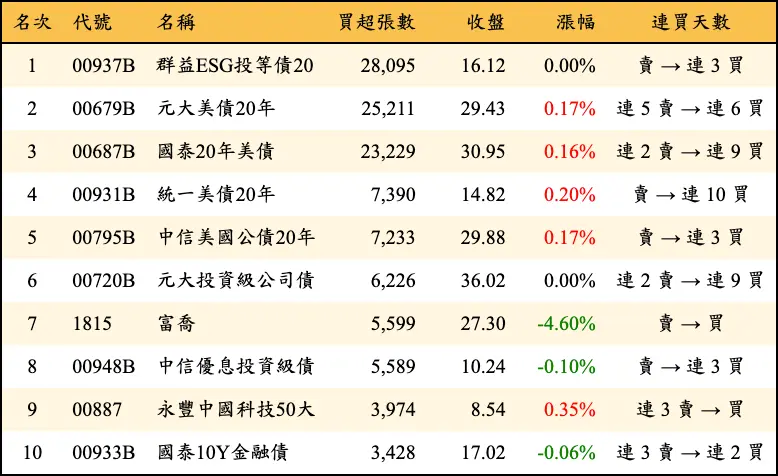 名次 代號 名稱 買超張數 收盤 漲幅 連買天數
1 00937B 群益ESG投等債20 28,095 16.12 0.00% 賣 → 連 3 買
2 00679B 元大美債20年 25,211 29.43 0.17% 連 5 賣 → 連 6 買
3 00687B 國泰20年美債 23,229 30.95 0.16% 連 2 賣 → 連 9 買
4 00931B 統一美債20年 7,390 14.82 0.20% 賣 → 連 10 買
5 00795B 中信美國公債20年 7,233 29.88 0.17% 賣 → 連 3 買
6 00720B 元大投資級公司債 6,226 36.02 0.00% 連 2 賣 → 連 9 買
7 1815 富喬 5,599 27.30 -4.60% 賣 → 買
8 00948B 中信優息投資級債 5,589 10.24 -0.10% 賣 → 連 3 買
9 00887 永豐中國科技50大 3,974 8.54 0.35% 連 3 賣 → 買
10 00933B 國泰10Y金融債 3,428 17.02 -0.06% 連 3 賣 → 連 2 買